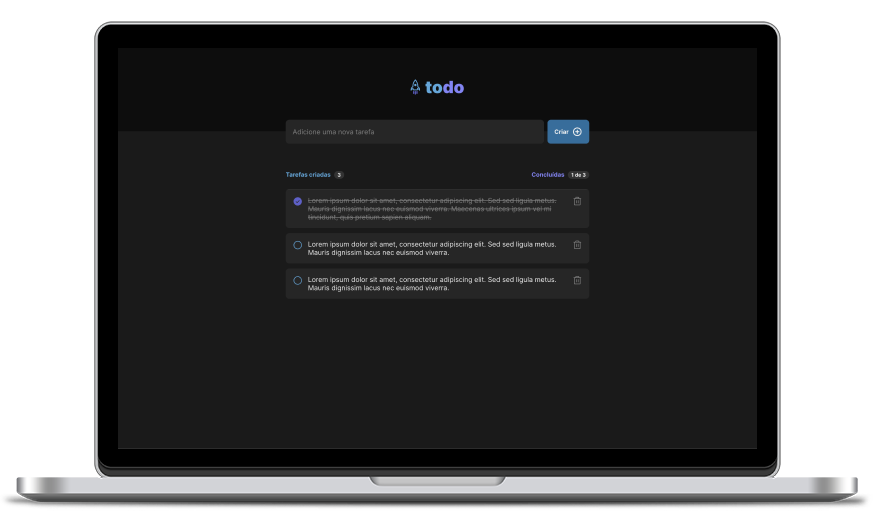 todo
Adicione uma nova tarefa
Criar
Tarefas criadas 3
Concluídas 1 de 3
Lorem ipsum dolor sit amet, consectetur adipiscing elit. Sed sed ligula metus.
Mauris dignissim lacus nec euismod viverra. Maecenas ultrices ipsum vel mi
tincidunt, quis pretium sapien aliquam.
Lorem ipsum dolor sit amet, consectetur adipiscing elit. Sed sed ligula metus.
Mauris dignissim lacus nec euismod viverra.
Lorem ipsum dolor sit amet, consectetur adipiscing elit. Sed sed ligula metus.
Mauris dignissim lacus nec euismod viverra.